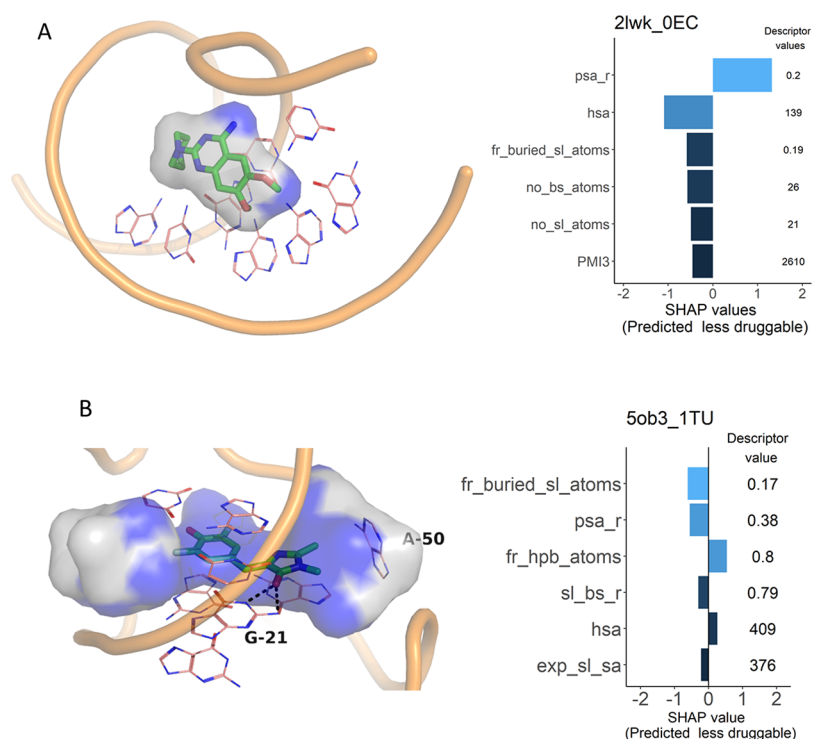 A
2lwk_0EC
Descriptor
values
psa_r
0.2
hsa
139
fr_buried_sl_atoms
0.19
no_bs_atoms
26
no_sl_atoms
21
PMI3
2610
-2 -1 0 1 2
SHAP values
(Predicted less druggable)
B
5ob3_1TU
Descriptor
value
fr_buried_sl_atoms
0.17
psa_r
0.38
fr_hpb_atoms
0.8
sl_bs_r
0.79
hsa
409
exp_sl_sa
376
-2 -1 0 1 2
SHAP value
(Predicted less druggable)
A-50
G-21